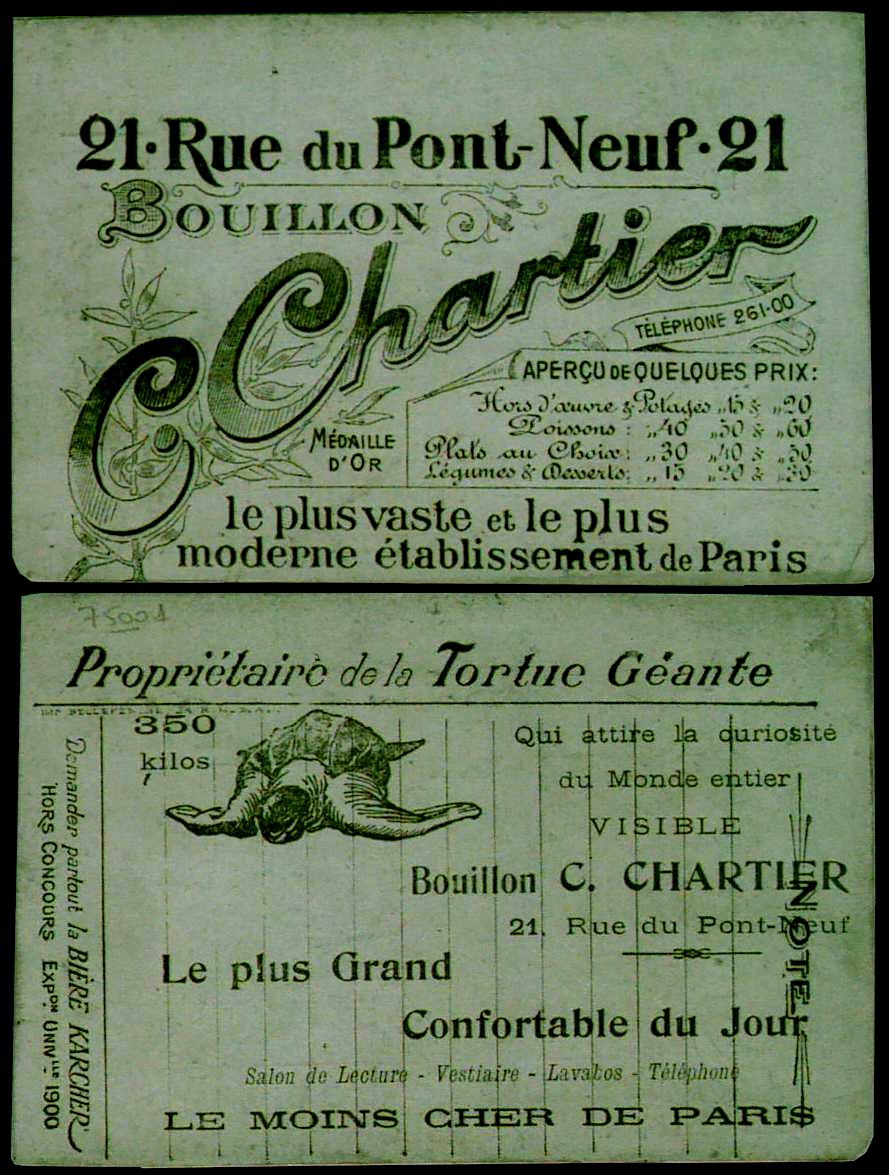 21·Rue du Pont-Neuf·21
BOUILLON
C. Chartier
TÉLÉPHONE 261·00
APERÇU DE QUELQUES PRIX:
Hors d'œuvre & Potages „15 & „20
Poissons : „40 „50 & „60
Plats au Choix: „30 „40 & „50
Légumes & Desserts: „15 „20 & „30
MÉDAILLE
D'OR
le plus vaste et le plus
moderne établissement de Paris
75001
Propriétaire de la Tortue Géante
350
kilos
Qui attire la curiosité
du Monde entier
VISIBLE
Bouillon C. CHARTIER
21, Rue du Pont-Neuf
NOTE
Le plus Grand
Confortable du Jour
Salon de Lecture - Vestiaire - Lavabos - Téléphone
LE MOINS CHER DE PARIS
Demander partout la BIÈRE KARCHER
HORS CONCOURS EXPon UNIVlle 1900